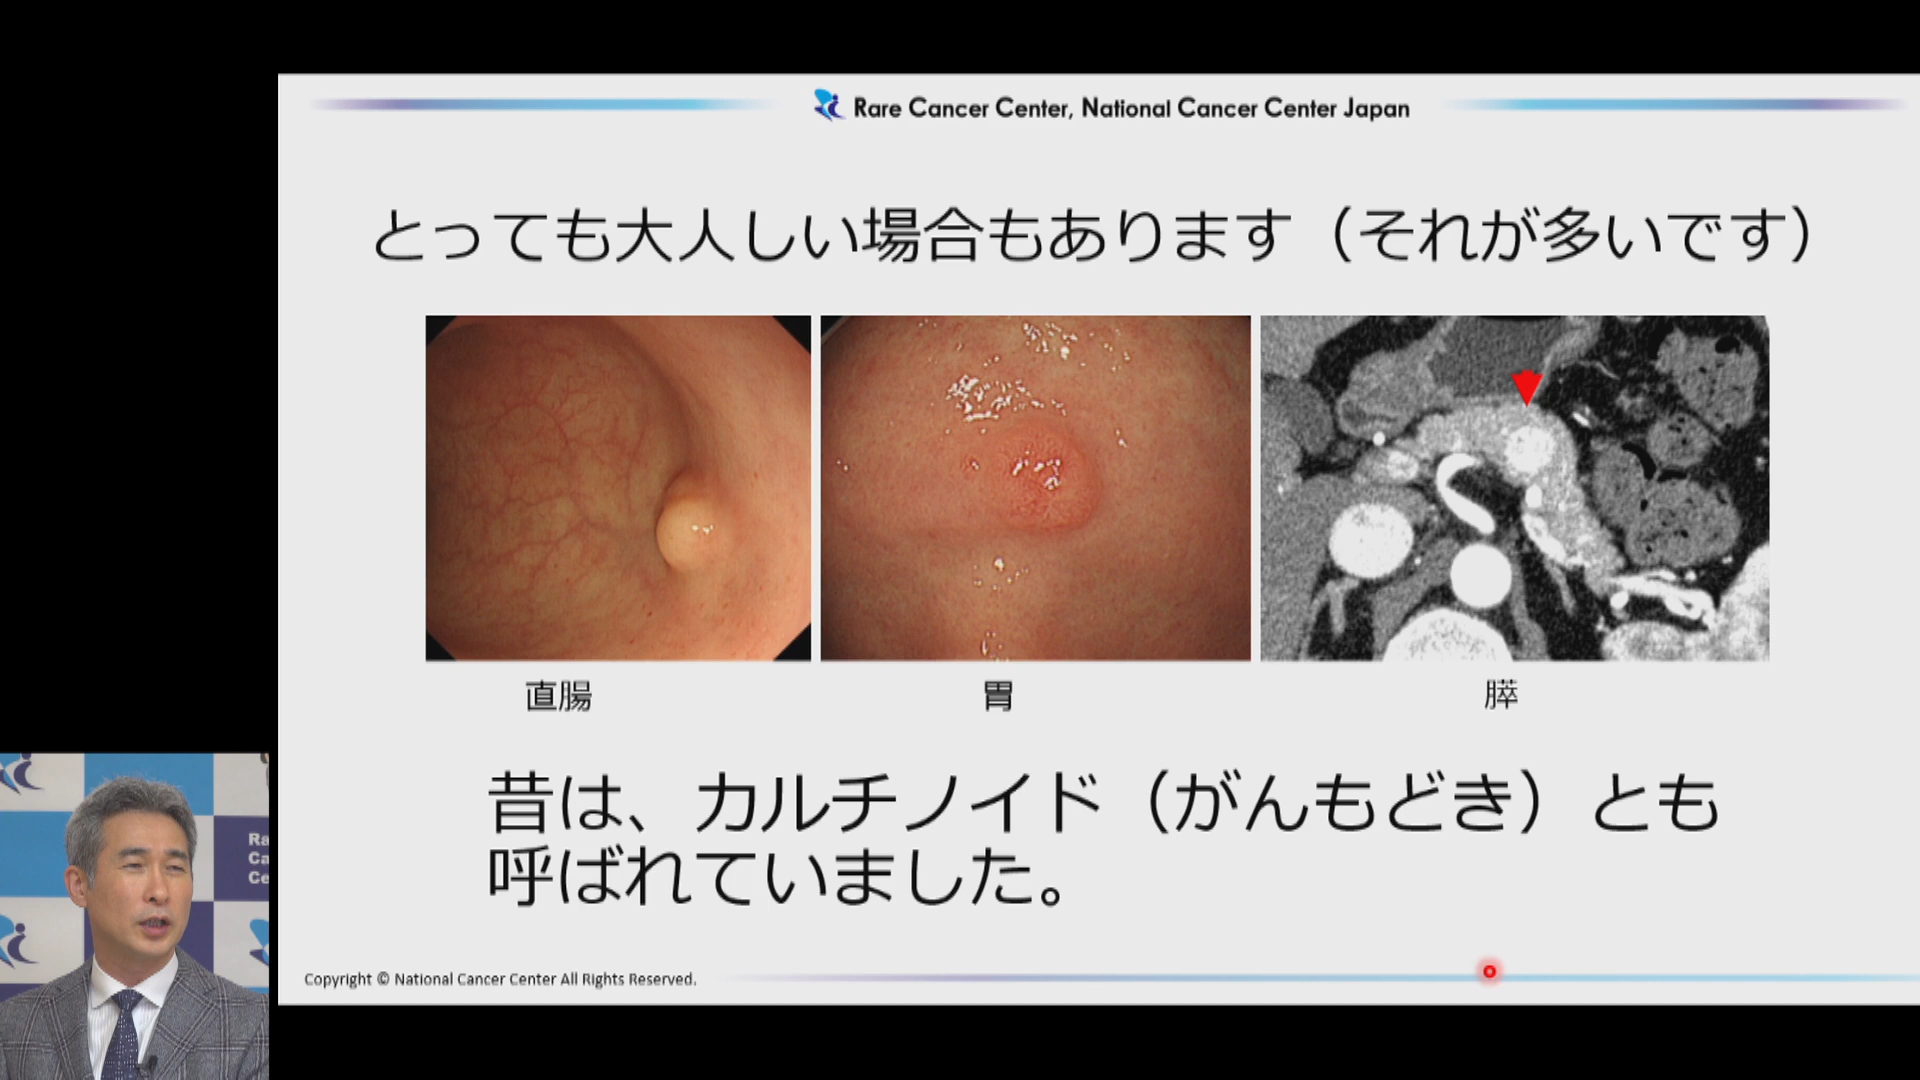 Rare Cancer Center, National Cancer Center Japan
とっても大人しい場合もあります（それが多いです）
直腸
胃
膵
昔は、カルチノイド（がんもどき）とも
呼ばれていました。
Copyright © National Cancer Center All Rights Reserved.
Ra
Ca
Ce